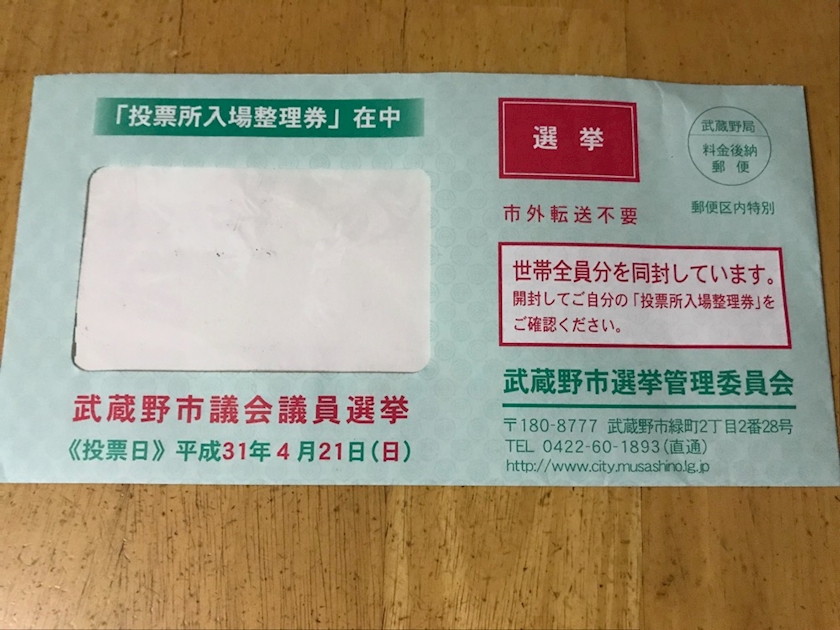 「投票所入場整理券」在中
選挙
武蔵野局
料金後納
郵便
市外転送不要
郵便区内特別
世帯全員分を同封しています。
開封してご自分の「投票所入場整理券」を
ご確認ください。
武蔵野市議会議員選挙
《投票日》平成31年4月21日(日)
武蔵野市選挙管理委員会
〒180-8777 武蔵野市緑町2丁目2番28号
TEL 0422-60-1893(直通)
http://www.city.musashino.lg.jp